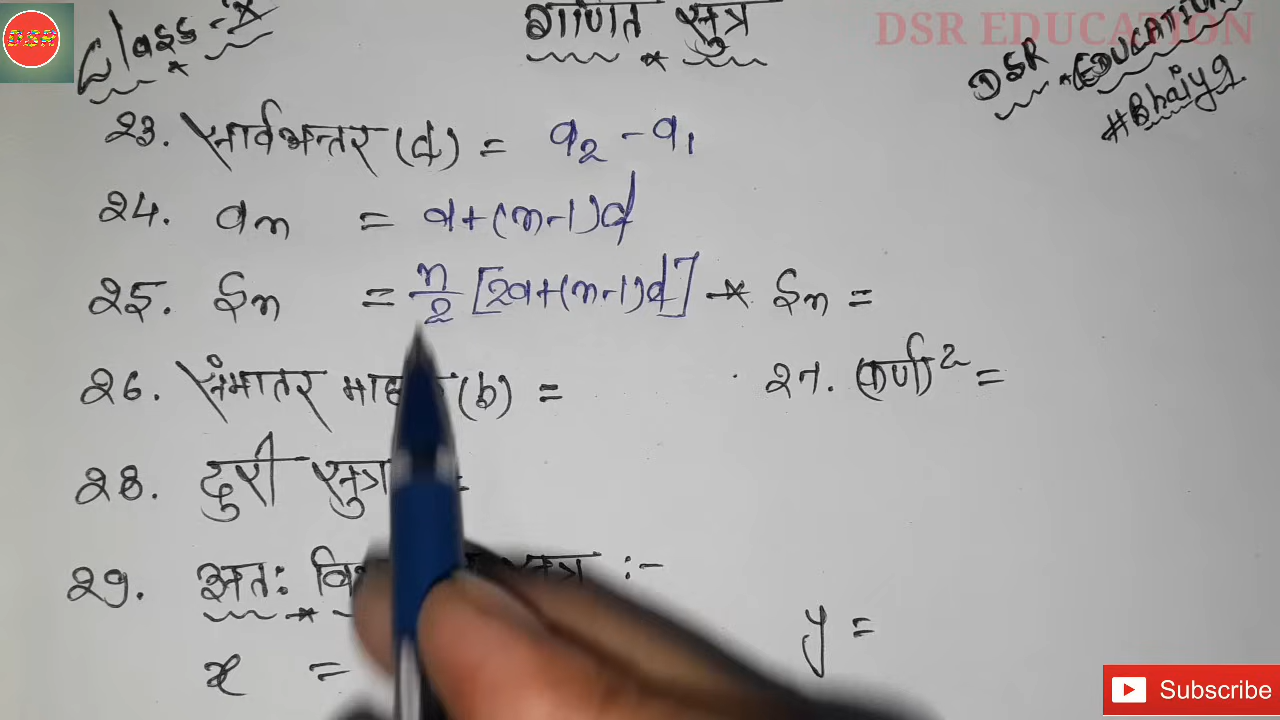 DSR
Class-X
गणित सूत्र
DSR EDUCATION
DSR EDUCATION
#Bhaiya
23. सार्वअन्तर (d) = a₂ - a₁
24. an = a+(n-1)d
25. Sn = n/2 [2a+(n-1)d] * Sn =
26. संमातर माध्य (b) =
27. (कर्ण)² =
28. दुरी सुत्र =
29. अतः सुत्र :-
x =
y =
Subscribe